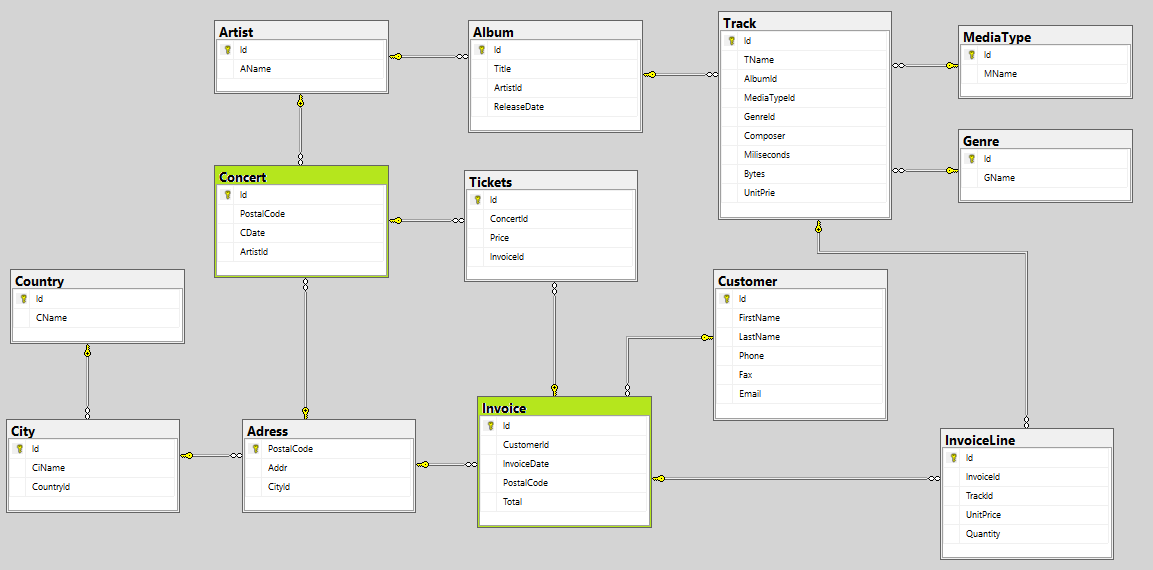 Artist
Id
AName
Album
Id
Title
ArtistId
ReleaseDate
Track
Id
TName
AlbumId
MediaTypeId
GenreId
Composer
Miliseconds
Bytes
UnitPrie
MediaType
Id
MName
Genre
Id
GName
Concert
Id
PostalCode
CDate
ArtistId
Tickets
Id
ConcertId
Price
InvoiceId
Country
Id
CName
Customer
Id
FirstName
LastName
Phone
Fax
Email
City
Id
CiName
CountryId
Adress
PostalCode
Addr
CityId
Invoice
Id
CustomerId
InvoiceDate
PostalCode
Total
InvoiceLine
Id
InvoiceId
TrackId
UnitPrice
Quantity